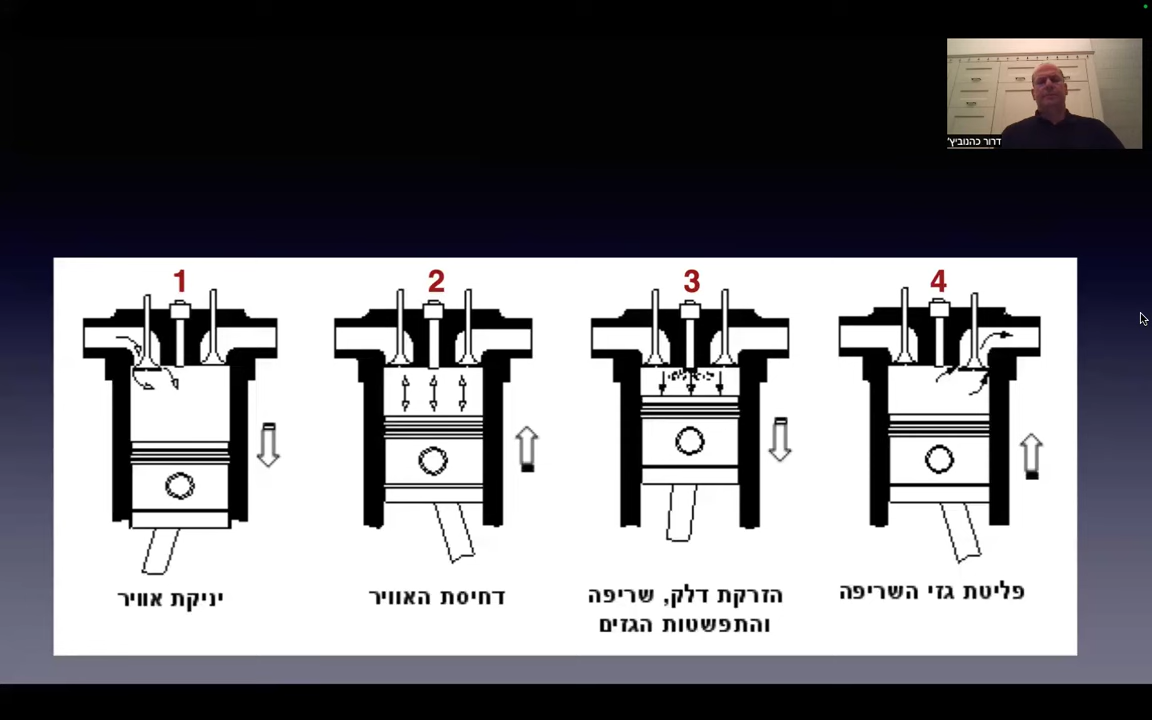 דרור כהנוביץ'
1
2
3
4
יניקת אוויר
דחיסת האוויר
הזרקת דלק, שריפה
והתפשטות הגזים
פליטת גזי השריפה